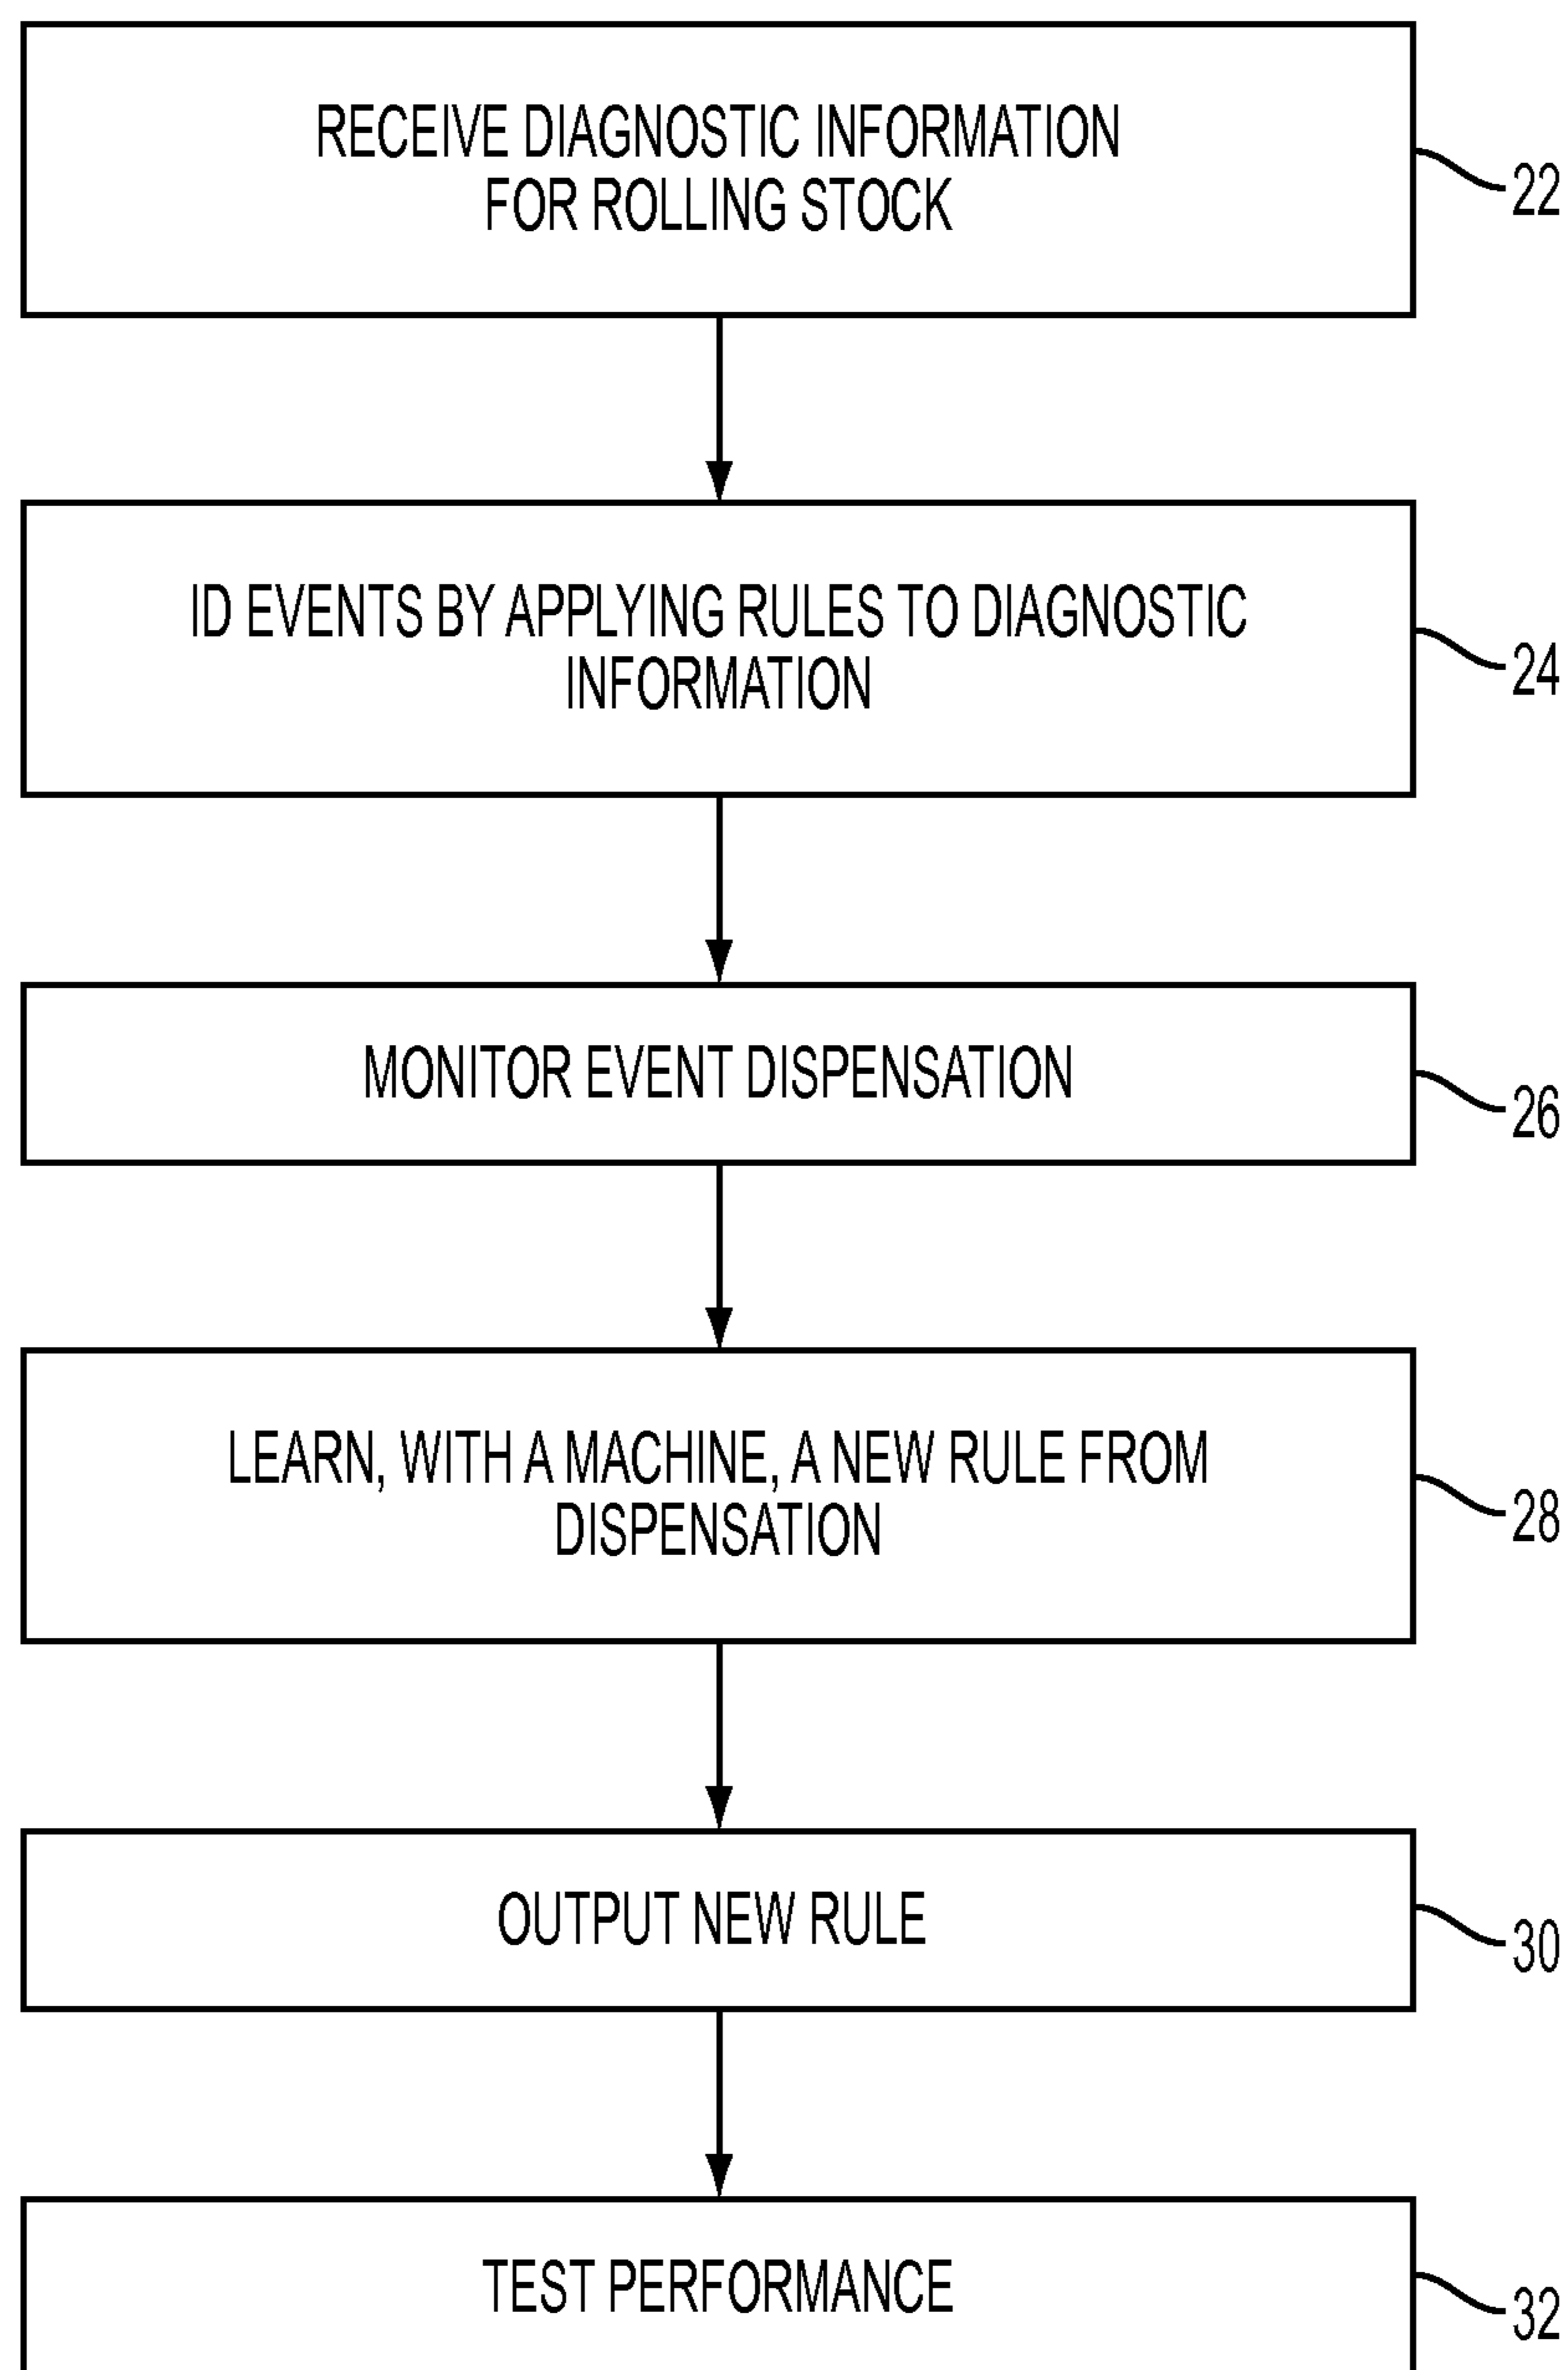 RECEIVE DIAGNOSTIC INFORMATION
FOR ROLLING STOCK
22
ID EVENTS BY APPLYING RULES TO DIAGNOSTIC
INFORMATION
24
MONITOR EVENT DISPENSATION
26
LEARN, WITH A MACHINE, A NEW RULE FROM
DISPENSATION
28
OUTPUT NEW RULE
30
TEST PERFORMANCE
32